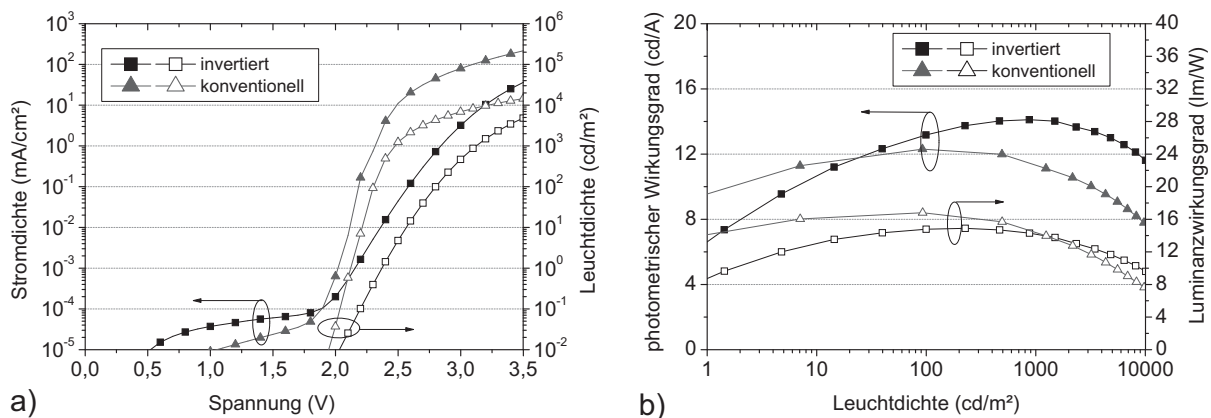 Stromdichte (mA/cm²)
10³
10²
10¹
10⁰
10⁻¹
10⁻²
10⁻³
10⁻⁴
10⁻⁵
invertiert
konventionell
10⁶
10⁵
10⁴
10³
10²
10¹
10⁰
10⁻¹
10⁻²
Leuchtdichte (cd/m²)
0,0 0,5 1,0 1,5 2,0 2,5 3,0 3,5
Spannung (V)
a)
photometrischer Wirkungsgrad (cd/A)
20
16
12
8
4
0
invertiert
konventionell
40
36
32
28
24
20
16
12
8
4
0
Luminanzwirkungsgrad (lm/W)
1 10 100 1000 10000
Leuchtdichte (cd/m²)
b)